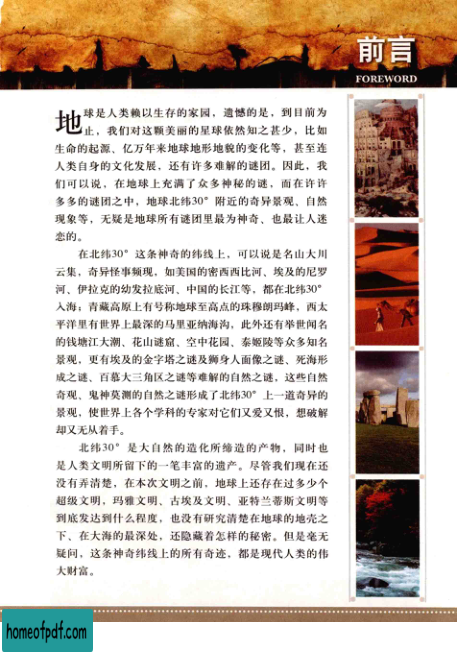 前言
FOREWORD
地球是人类赖以生存的家园，遗憾的是，到目前为
止，我们对这颗美丽的星球依然知之甚少，比如
生命的起源、亿万年来地球地形地貌的变化等，甚至连
人类自身的文化发展，还有许多难解的谜团。因此，我
们可以说，在地球上充满了众多神秘的谜，而在许许
多多的谜团之中，地球北纬30°附近的奇异景观、自然
现象等，无疑是地球所有谜团里最为神奇、也最让人迷
恋的。
在北纬30°这条神奇的纬线上，可以说是名山大川
云集，奇异怪事频现，如美国的密西西比河、埃及的尼罗
河、伊拉克的幼发拉底河、中国的长江等，都在北纬30°
入海；青藏高原上有号称地球至高点的珠穆朗玛峰，西太
平洋里有世界上最深的马里亚纳海沟，此外还有举世闻名
的钱塘江大潮、花山谜窟、空中花园、泰姬陵等众多知名
景观，更有埃及的金字塔之谜及狮身人面像之谜、死海形
成之谜、百慕大三角区之谜等难解的自然之谜，这些自然
奇观、鬼神莫测的自然之谜形成了北纬30°上一道奇异的
景观，使世界上各个学科的专家对它们又爱又恨，想破解
却又无从着手。
北纬30°是大自然的造化所缔造的产物，同时也
是人类文明所留下的一笔丰富的遗产。尽管我们现在还
没有弄清楚，在本次文明之前，地球上还存在过多少个
超级文明，玛雅文明、古埃及文明、亚特兰蒂斯文明等
到底发达到什么程度，也没有研究清楚在地球的地壳之
下、在大海的最深处，还隐藏着怎样的秘密。但是毫无
疑问，这条神奇纬线上的所有奇迹，都是现代人类的伟
大财富。
homeofpdf.com